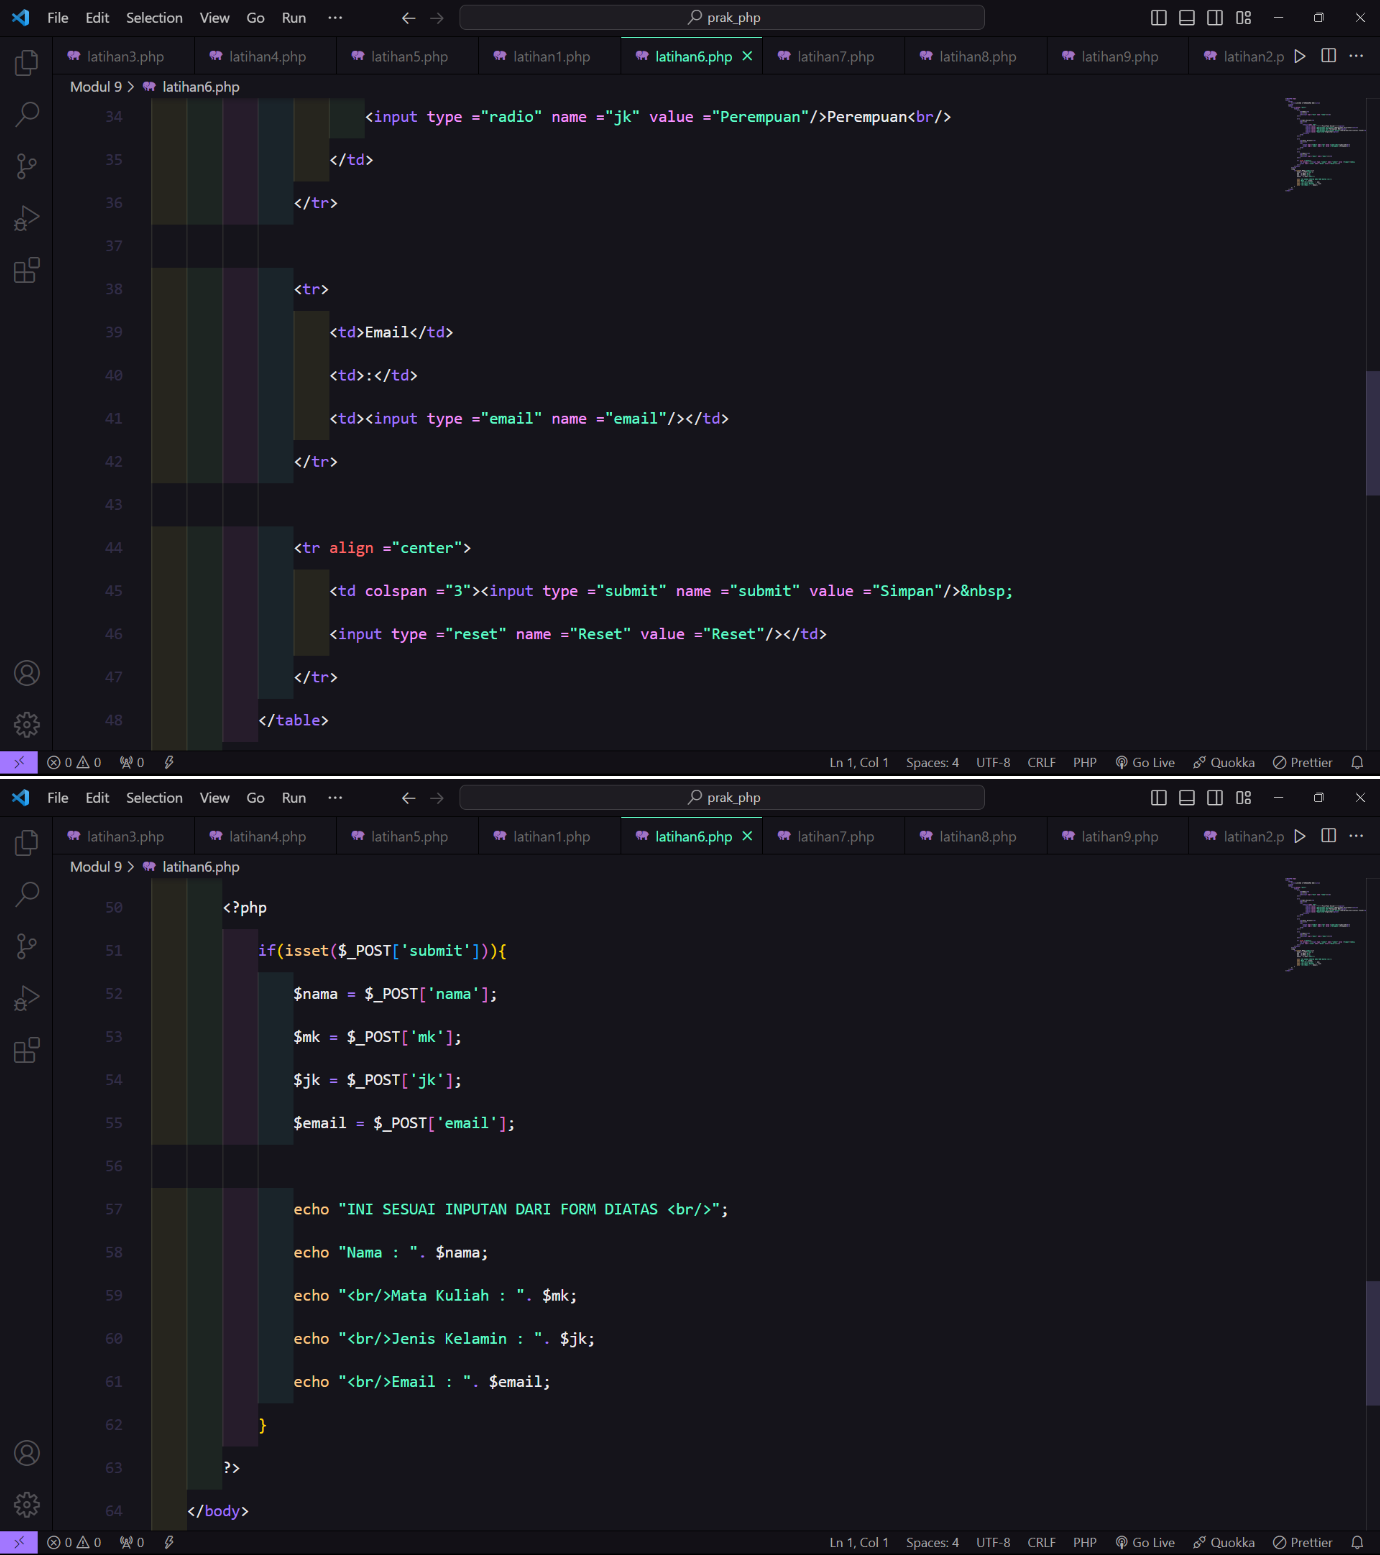 File Edit Selection View Go Run ··· prak_php
latihan3.php latihan4.php latihan5.php latihan1.php latihan6.php latihan7.php latihan8.php latihan9.php latihan2.p
Modul 9 > latihan6.php
34 <input type ="radio" name ="jk" value ="Perempuan"/>Perempuan<br/>
35 </td>
36 </tr>
37
38 <tr>
39 <td>Email</td>
40 <td>:</td>
41 <td><input type ="email" name ="email"/></td>
42 </tr>
43
44 <tr align ="center">
45 <td colspan ="3"><input type ="submit" name ="submit" value ="Simpan"/>&nbsp;
46 <input type ="reset" name ="Reset" value ="Reset"/></td>
47 </tr>
48 </table>
0 0 0 Ln 1, Col 1 Spaces: 4 UTF-8 CRLF PHP Go Live Quokka Prettier
File Edit Selection View Go Run ··· prak_php
latihan3.php latihan4.php latihan5.php latihan1.php latihan6.php latihan7.php latihan8.php latihan9.php latihan2.p
Modul 9 > latihan6.php
50 <?php
51 if(isset($_POST['submit'])){
52 $nama = $_POST['nama'];
53 $mk = $_POST['mk'];
54 $jk = $_POST['jk'];
55 $email = $_POST['email'];
56
57 echo "INI SESUAI INPUTAN DARI FORM DIATAS <br/>";
58 echo "Nama : ". $nama;
59 echo "<br/>Mata Kuliah : ". $mk;
60 echo "<br/>Jenis Kelamin : ". $jk;
61 echo "<br/>Email : ". $email;
62 }
63 ?>
64 </body>
0 0 0 Ln 1, Col 1 Spaces: 4 UTF-8 CRLF PHP Go Live Quokka Prettier